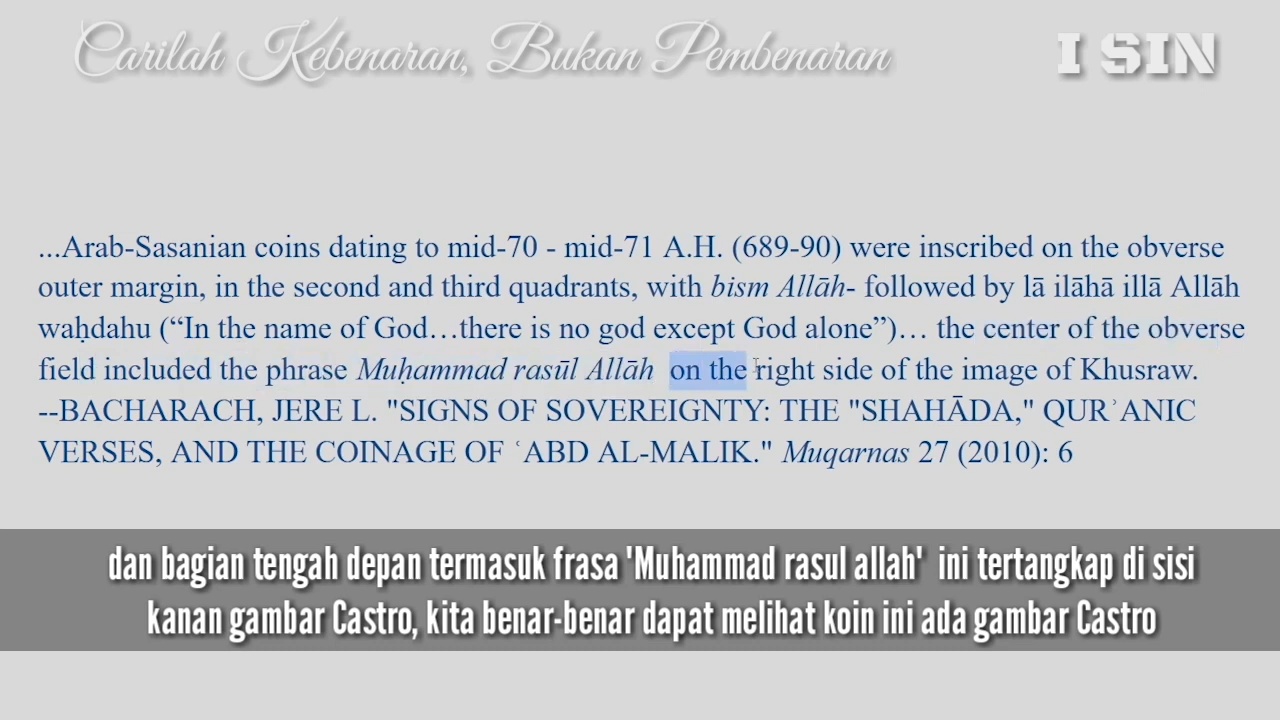 Carilah Kebenaran, Bukan Pembenaran
I SIN
...Arab-Sasanian coins dating to mid-70 - mid-71 A.H. (689-90) were inscribed on the obverse
outer margin, in the second and third quadrants, with bism Allāh- followed by lā ilāhā illā Allāh
waḥdahu (“In the name of God…there is no god except God alone”)… the center of the obverse
field included the phrase Muḥammad rasūl Allāh on the right side of the image of Khusraw.
--BACHARACH, JERE L. "SIGNS OF SOVEREIGNTY: THE "SHAHĀDA," QURʾANIC
VERSES, AND THE COINAGE OF ʿABD AL-MALIK." Muqarnas 27 (2010): 6
dan bagian tengah depan termasuk frasa 'Muhammad rasul allah' ini tertangkap di sisi
kanan gambar Castro, kita benar-benar dapat melihat koin ini ada gambar Castro